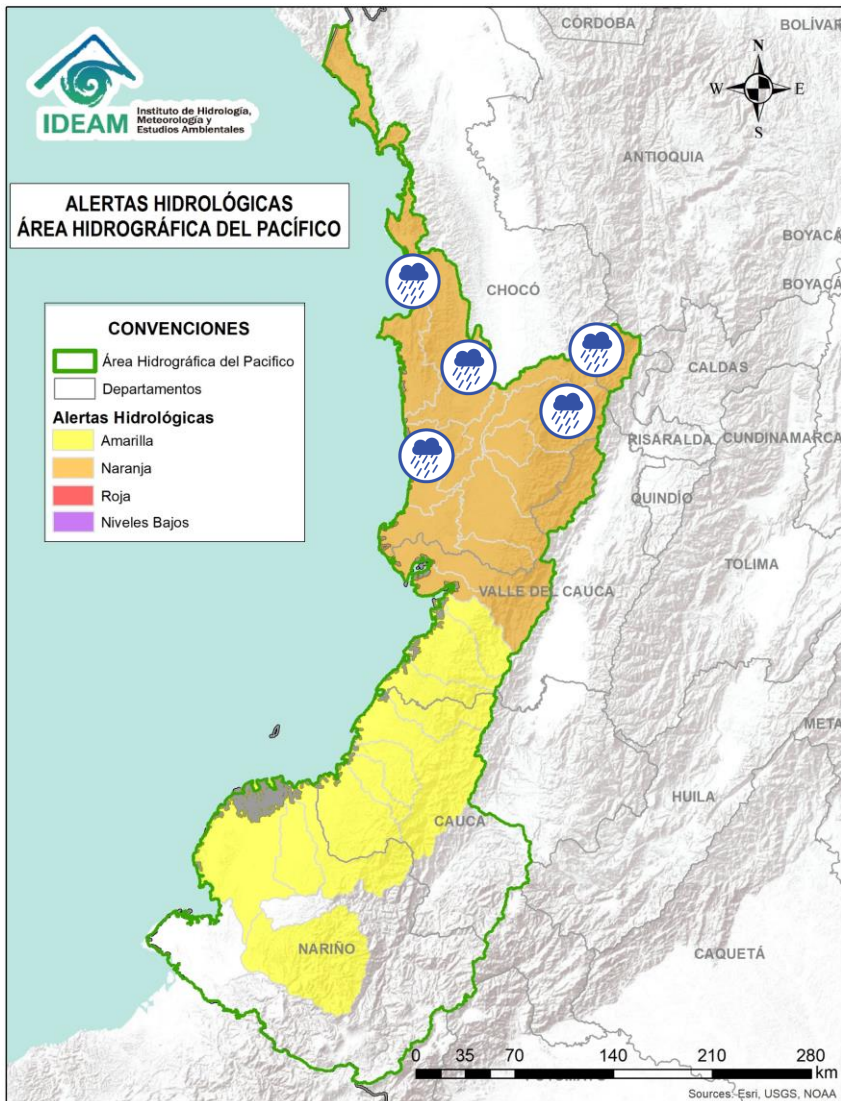 CÓRDOBA
BOLÍVAR
N
W
E
S
IDEAM
Instituto de Hidrología,
Meteorología y
Estudios Ambientales
ANTIOQUIA
ALERTAS HIDROLÓGICAS
ÁREA HIDROGRÁFICA DEL PACÍFICO
BOYACÁ
BOYACÁ
CHOCÓ
CONVENCIONES
Área Hidrográfica del Pacifico
Departamentos
Alertas Hidrológicas
Amarilla
Naranja
Roja
Niveles Bajos
CALDAS
RISARALDA
CUNDINAMARCA
QUINDÍO
TOLIMA
VALLE DEL CAUCA
META
HUILA
CAUCA
NARIÑO
CAQUETÁ
0 35 70 140 210 280
km
Sources: Esri, USGS, NOAA